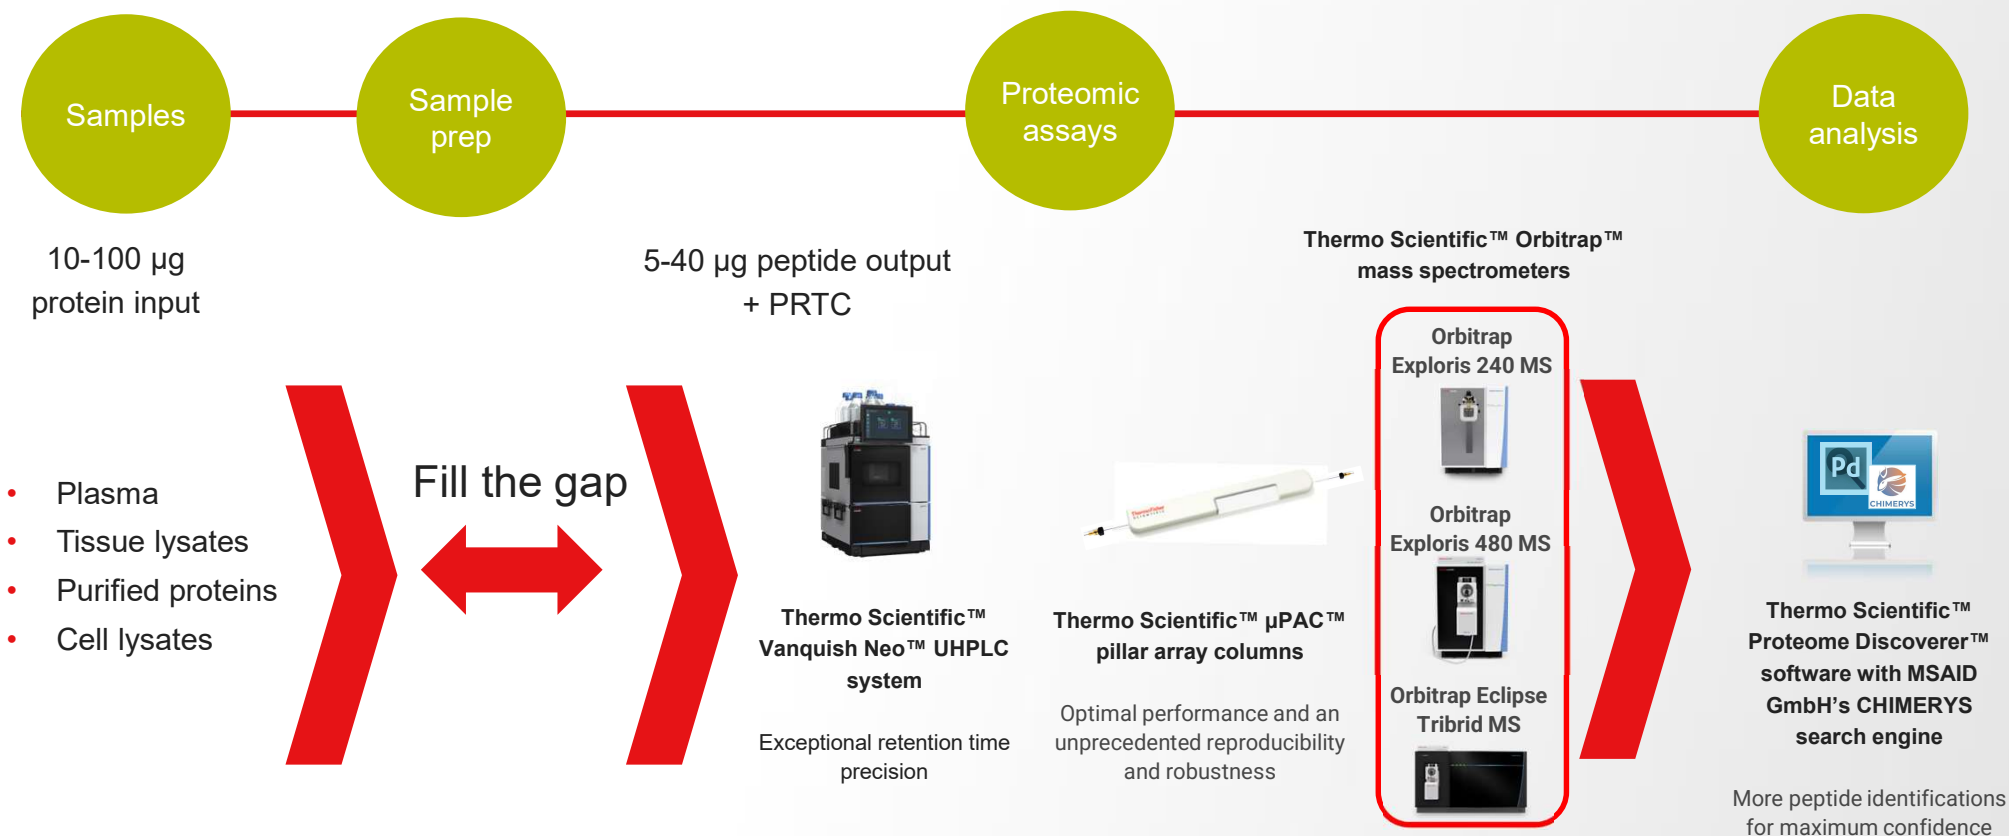 Samples
Sample
prep
Proteomic
assays
Data
analysis
10-100 µg
protein input
5-40 µg peptide output
+ PRTC
Thermo Scientific™ Orbitrap™
mass spectrometers
• Plasma
• Tissue lysates
• Purified proteins
• Cell lysates
Fill the gap
Thermo Scientific™
Vanquish Neo™ UHPLC
system
Exceptional retention time
precision
ThermoFisher
SCIENTIFIC
Thermo Scientific™ µPAC™
pillar array columns
Optimal performance and an
unprecedented reproducibility
and robustness
Orbitrap
Exploris 240 MS
Orbitrap
Exploris 480 MS
Orbitrap Eclipse
Tribrid MS
Pd
CHIMERYS
Thermo Scientific™
Proteome Discoverer™
software with MSAID
GmbH’s CHIMERYS
search engine
More peptide identifications
for maximum confidence